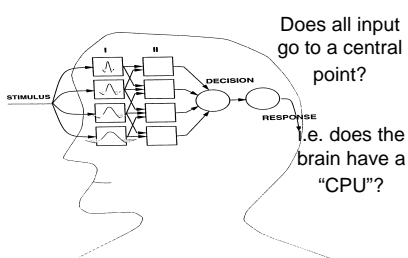 Does all input
go to a central
point?
I II
DECISION
STIMULUS
RESPONSE
i.e. does the
brain have a
“CPU”?